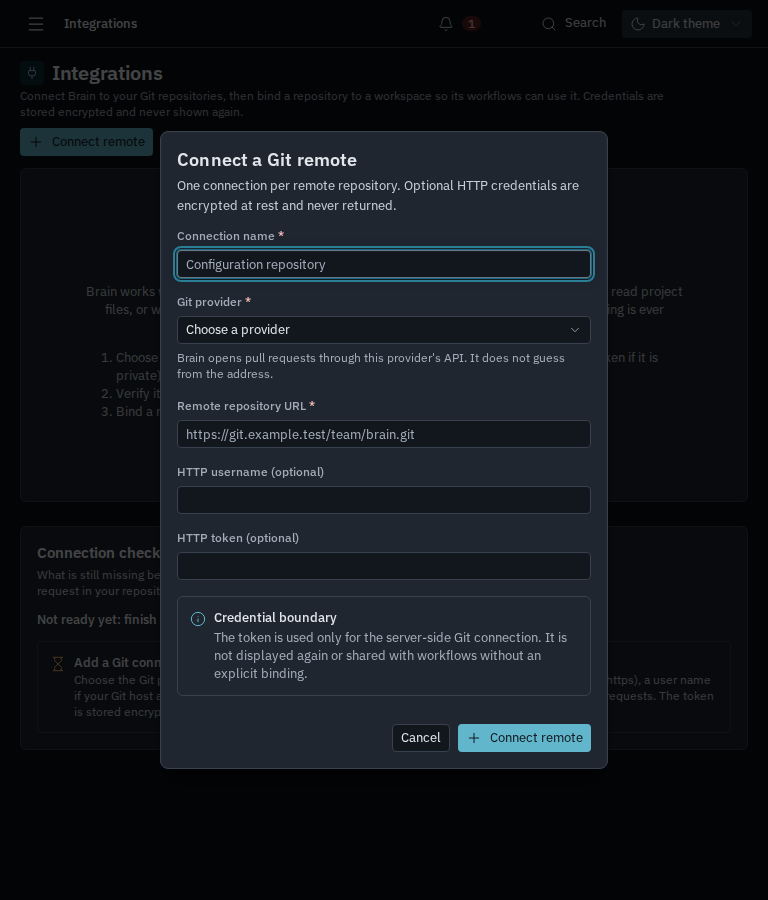 Integrations
1
Search
Dark theme
Integrations
Connect Brain to your Git repositories, then bind a repository to a workspace so its workflows can use it. Credentials are
stored encrypted and never shown again.
Connect remote
Connect a Git remote
One connection per remote repository. Optional HTTP credentials are
encrypted at rest and never returned.
Connection name *
Configuration repository
Git provider *
Choose a provider
Brain opens pull requests through this provider's API. It does not guess
from the address.
Remote repository URL *
https://git.example.test/team/brain.git
HTTP username (optional)
HTTP token (optional)
Credential boundary
The token is used only for the server-side Git connection. It is
not displayed again or shared with workflows without an
explicit binding.
Cancel
Connect remote
Brain works
read project
files, or w
ing is ever
1. Choose
ken if it is
private)
2. Verify it
3. Bind a r
Connection check
What is still missing be
request in your reposit
Not ready yet: finish
Add a Git conn
Choose the Git p
https), a user name
if your Git host a
requests. The token
is stored encryp